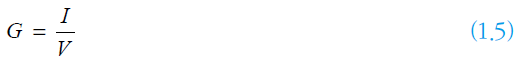 G = I/V (1.5)